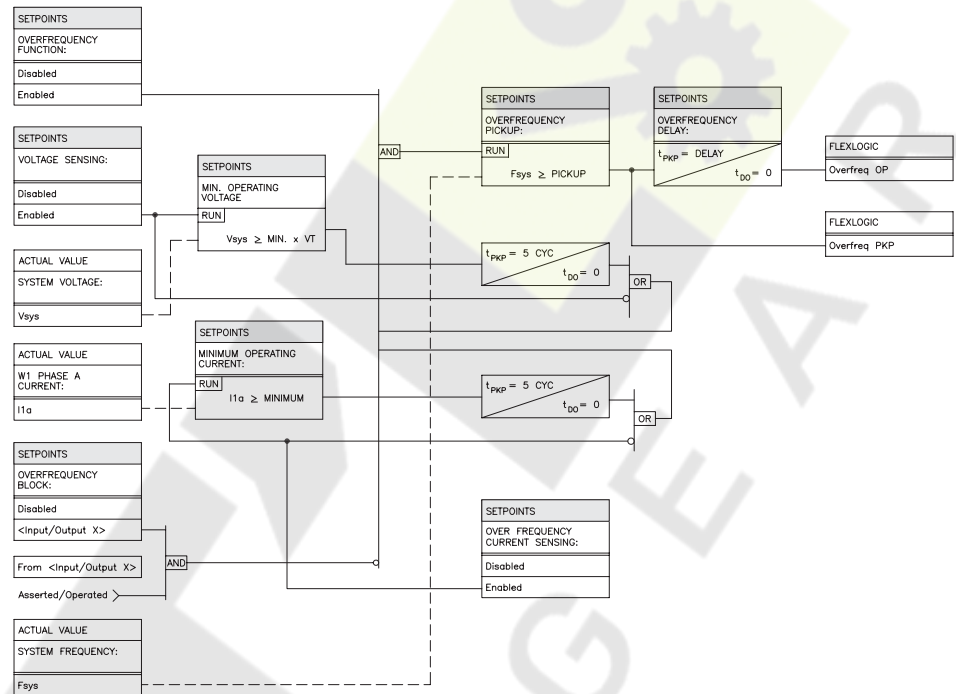 SETPOINTS
OVERFREQUENCY
FUNCTION:
Disabled
Enabled
SETPOINTS
VOLTAGE SENSING:
Disabled
Enabled
ACTUAL VALUE
SYSTEM VOLTAGE:
Vsys
ACTUAL VALUE
W1 PHASE A
CURRENT:
I1a
SETPOINTS
OVERFREQUENCY
BLOCK:
Disabled
<Input/Output X>
From <Input/Output X>
Asserted/Operated
AND
ACTUAL VALUE
SYSTEM FREQUENCY:
Fsys
SETPOINTS
MIN. OPERATING
VOLTAGE
RUN
Vsys ≥ MIN. x VT
SETPOINTS
MINIMUM OPERATING
CURRENT:
RUN
I1a ≥ MINIMUM
AND
SETPOINTS
OVERFREQUENCY
PICKUP:
RUN
Fsys ≥ PICKUP
tPKP = 5 CYC
tDO = 0
OR
tPKP = 5 CYC
tDO = 0
OR
SETPOINTS
OVER FREQUENCY
CURRENT SENSING:
Disabled
Enabled
SETPOINTS
OVERFREQUENCY
DELAY:
tPKP = DELAY
tDO = 0
FLEXLOGIC
Overfreq OP
FLEXLOGIC
Overfreq PKP
GEAR